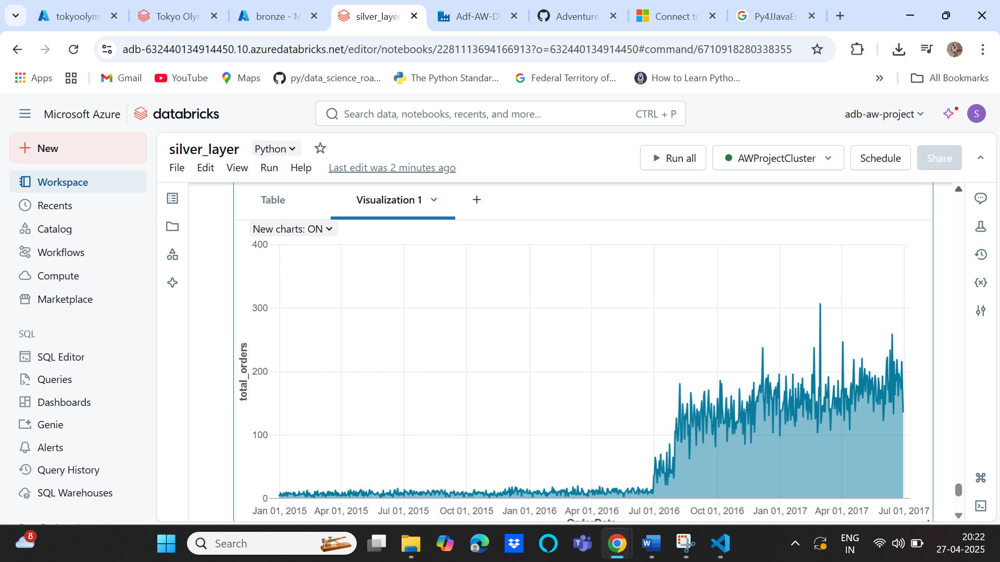 tokyoolym
Tokyo Olyn
bronze - M
silver_layer
Adf-AW-D
Adventure
Connect to
Py4JJavaEr
adb-632440134914450.10.azuredatabricks.net/editor/notebooks/2281113694166913?o=632440134914450#command/6710918280338355
Apps
Gmail
YouTube
Maps
py/data_science_roa...
The Python Standar...
Federal Territory of...
How to Learn Pytho...
All Bookmarks
Microsoft Azure
databricks
Search data, notebooks, recents, and more...
CTRL + P
adb-aw-project
S
New
Workspace
Recents
Catalog
Workflows
Compute
Marketplace
SQL
SQL Editor
Queries
Dashboards
Genie
Alerts
Query History
SQL Warehouses
silver_layer
Python
File Edit View Run Help
Last edit was 2 minutes ago
Run all
AWProjectCluster
Schedule
Share
Table
Visualization 1
New charts: ON
400
300
200
100
0
total_orders
Jan 01, 2015 Apr 01, 2015 Jul 01, 2015 Oct 01, 2015 Jan 01, 2016 Apr 01, 2016 Jul 01, 2016 Oct 01, 2016 Jan 01, 2017 Apr 01, 2017 Jul 01, 2017
OrderDate
8
Search
ENG
IN
20:22
27-04-2025